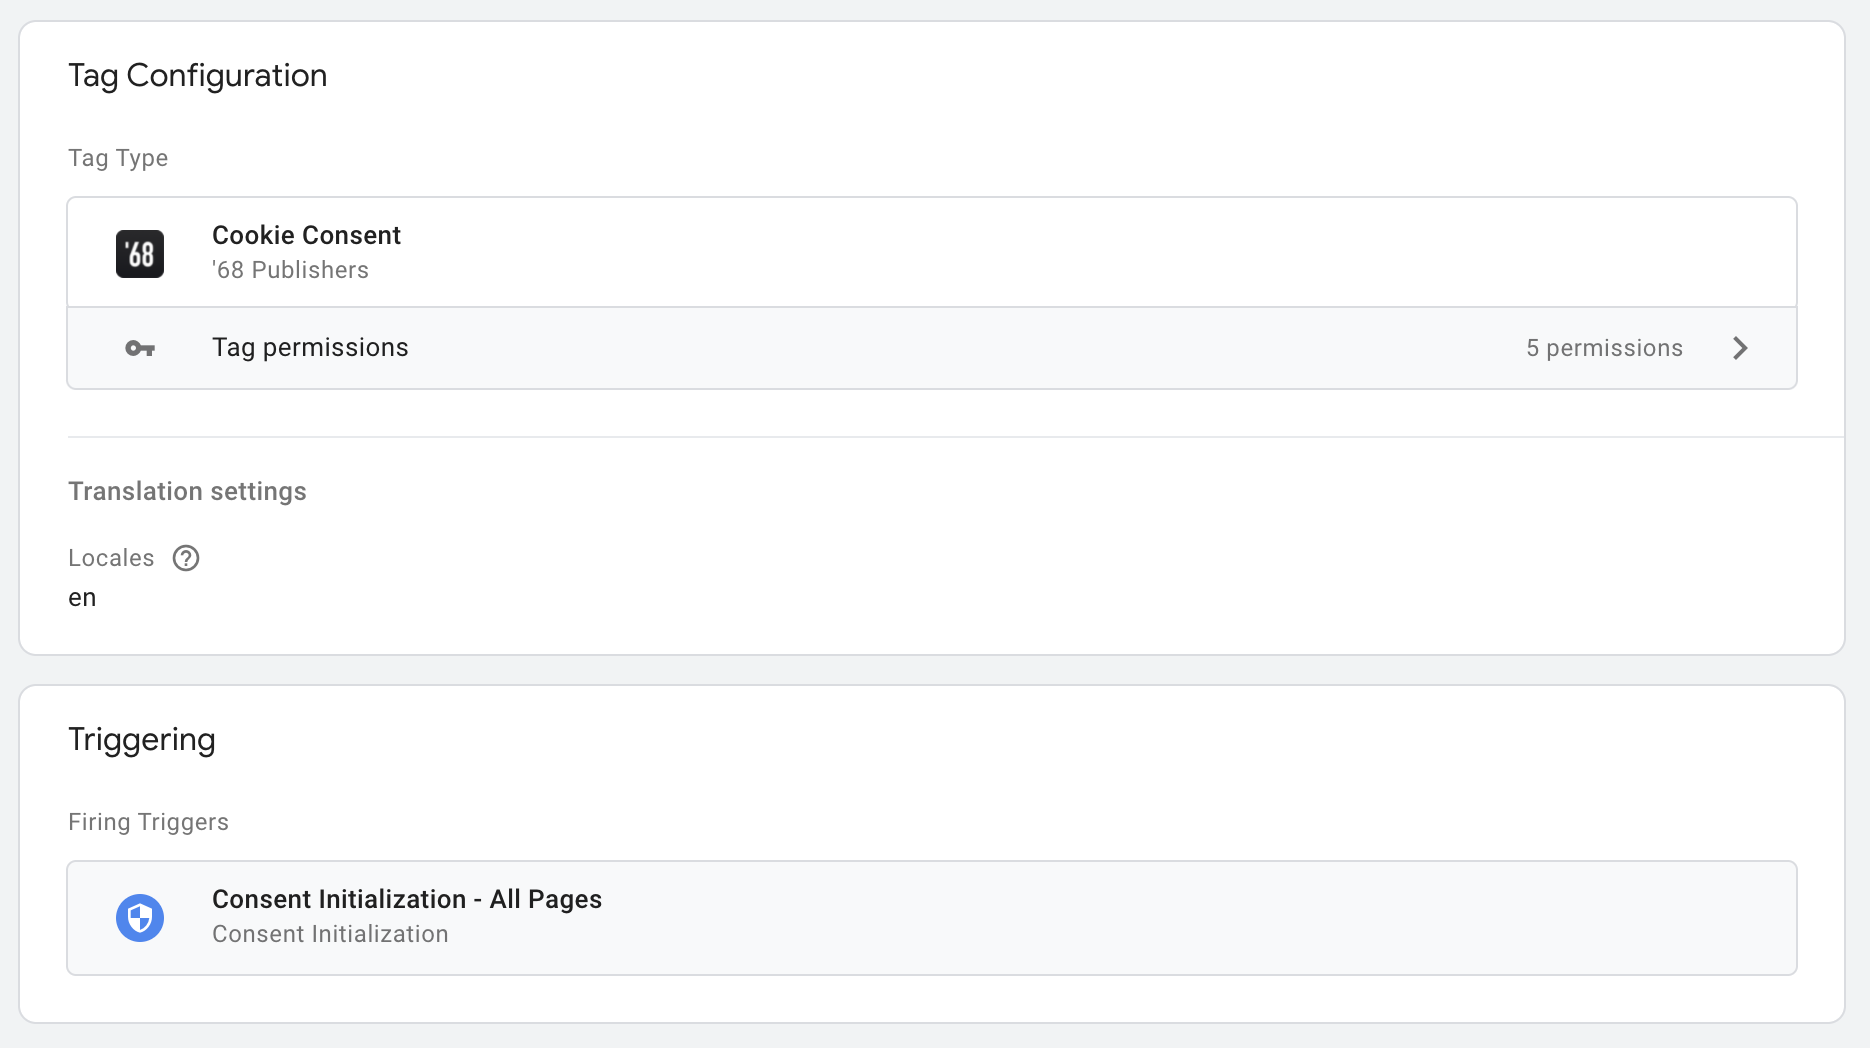 Tag Configuration
Tag Type
'68
Cookie Consent
'68 Publishers
Tag permissions
5 permissions
Translation settings
Locales
en
Triggering
Firing Triggers
Consent Initialization - All Pages
Consent Initialization